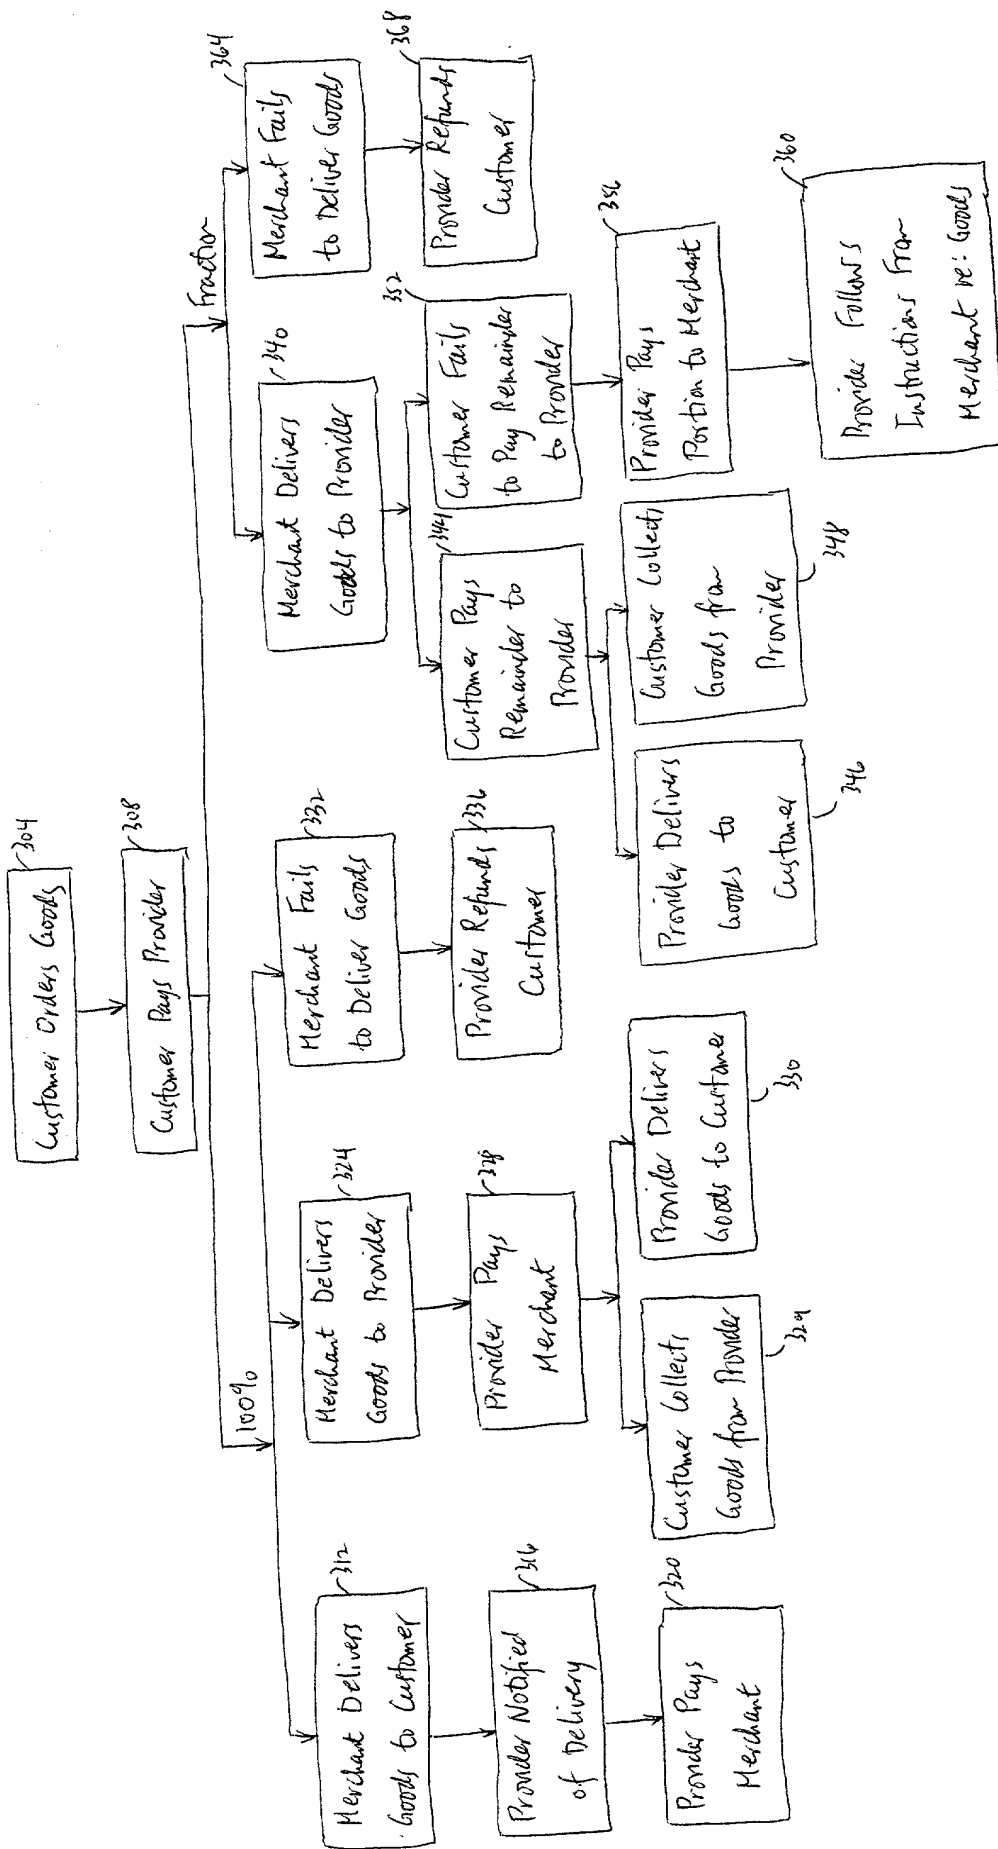 Customer Orders Goods
304
Customer Pays Provider
308
100%
Fraction
Merchant Delivers
Goods to Customer
312
Provider Notified
of Delivery
316
Provider Pays
Merchant
320
Merchant Delivers
Goods to Provider
324
Provider Pays
Merchant
328
Customer Collects
Goods from Provider
329
Provider Delivers
Goods to Customer
330
Merchant Fails
to Deliver Goods
332
Provider Refunds
Customer
336
Merchant Delivers
Goods to Provider
340
Customer Pays
Remainder to
Provider
344
Provider Delivers
Goods to
Customer
346
Customer Collects
Goods from
Provider
348
Customer Fails
to Pay Remainder
to Provider
352
Provider Pays
Portion to Merchant
356
Provider Follows
Instructions From
Merchant re: Goods
360
Merchant Fails
to Deliver Goods
364
Provider Refunds
Customer
368